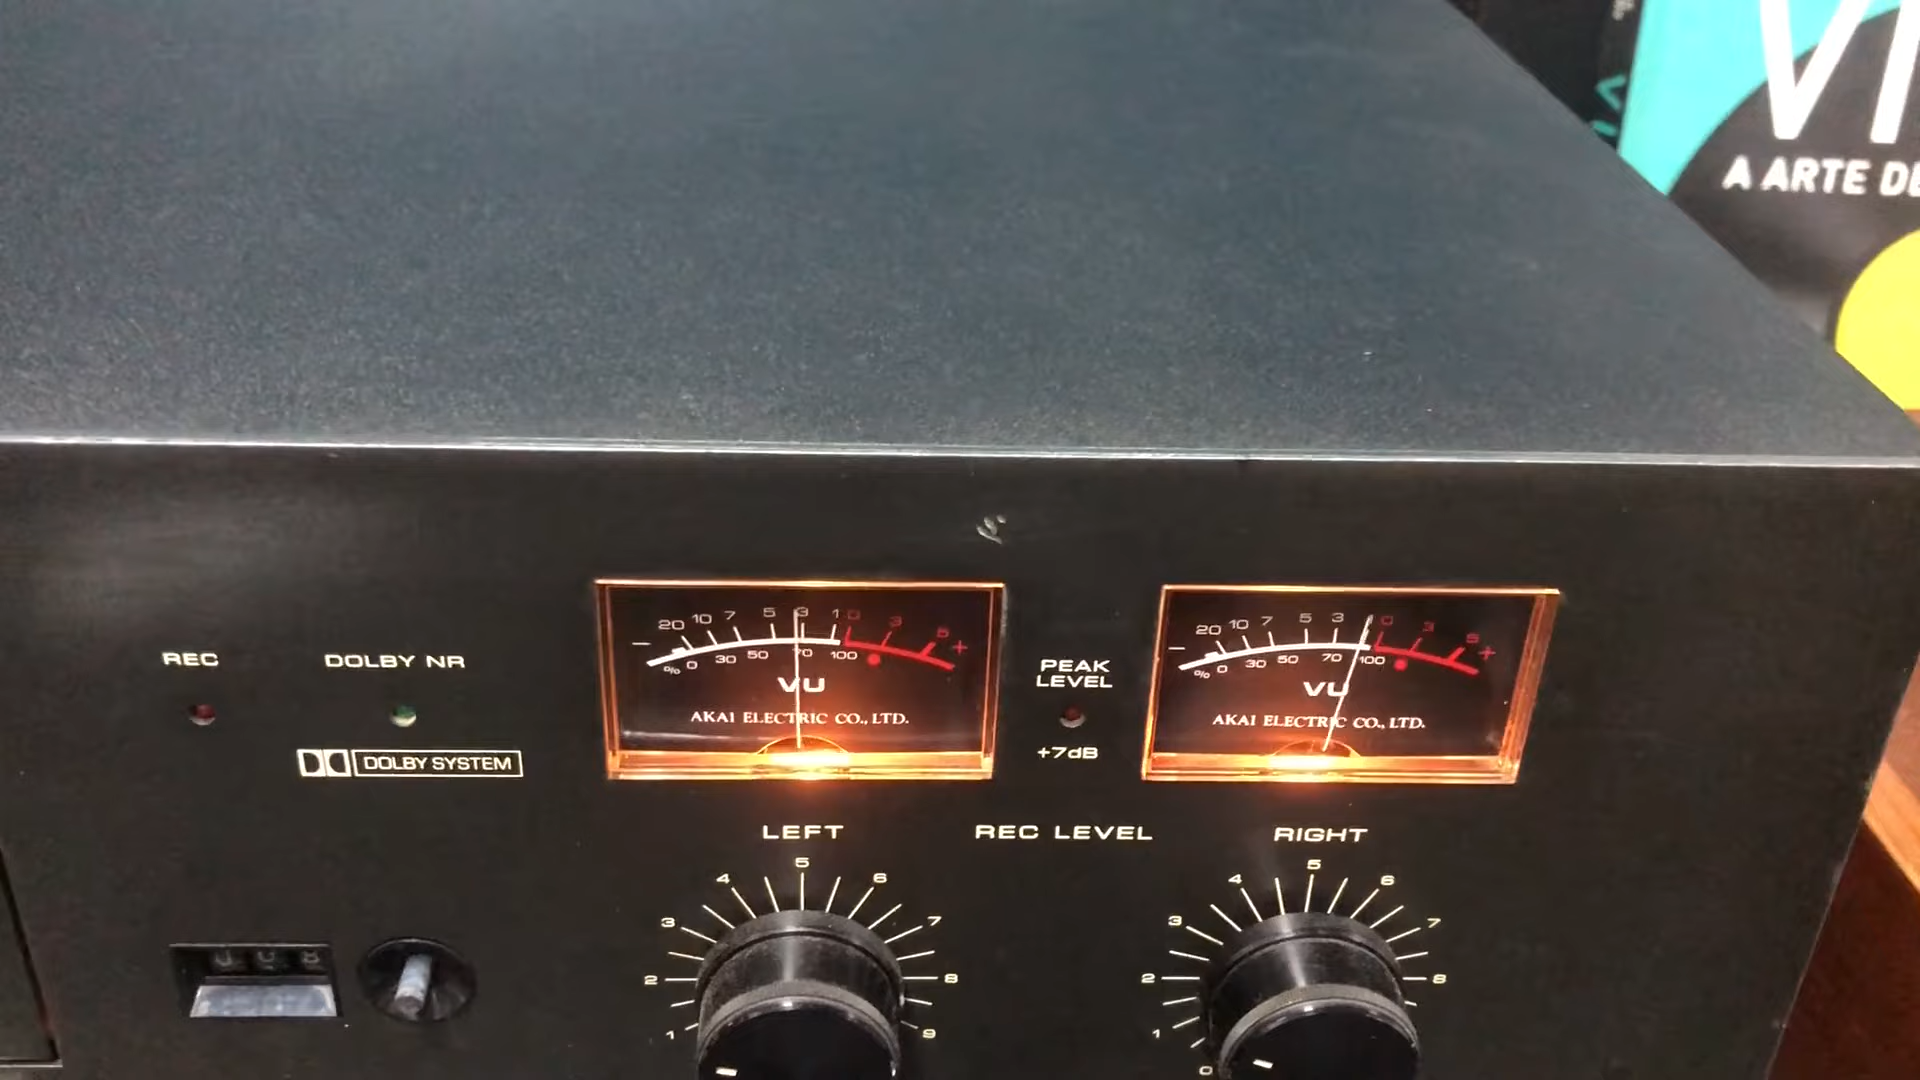 VI
A ARTE DE
REC
DOLBY NR
DOLBY SYSTEM
- 20 10 7 5 3 1 0 3 5 +
% 0 30 50 70 100
VU
AKAI ELECTRIC CO., LTD.
PEAK
LEVEL
+7dB
- 20 10 7 5 3 0 3 5 +
% 0 30 50 70 100
VU
AKAI ELECTRIC CO., LTD.
LEFT
REC LEVEL
RIGHT
1 2 3 4 5 6 7 8 9
0 1 2 3 4 5 6 7 8